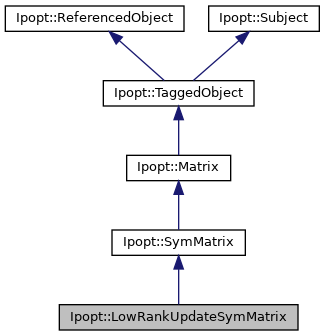 Ipopt::ReferencedObject
Ipopt::Subject
Ipopt::TaggedObject
Ipopt::Matrix
Ipopt::SymMatrix
Ipopt::LowRankUpdateSymMatrix